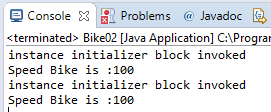 Console Problems @ Javadoc
<terminated> Bike02 [Java Application] C:\Program
instance initializer block invoked
Speed Bike is :100
instance initializer block invoked
Speed Bike is :100